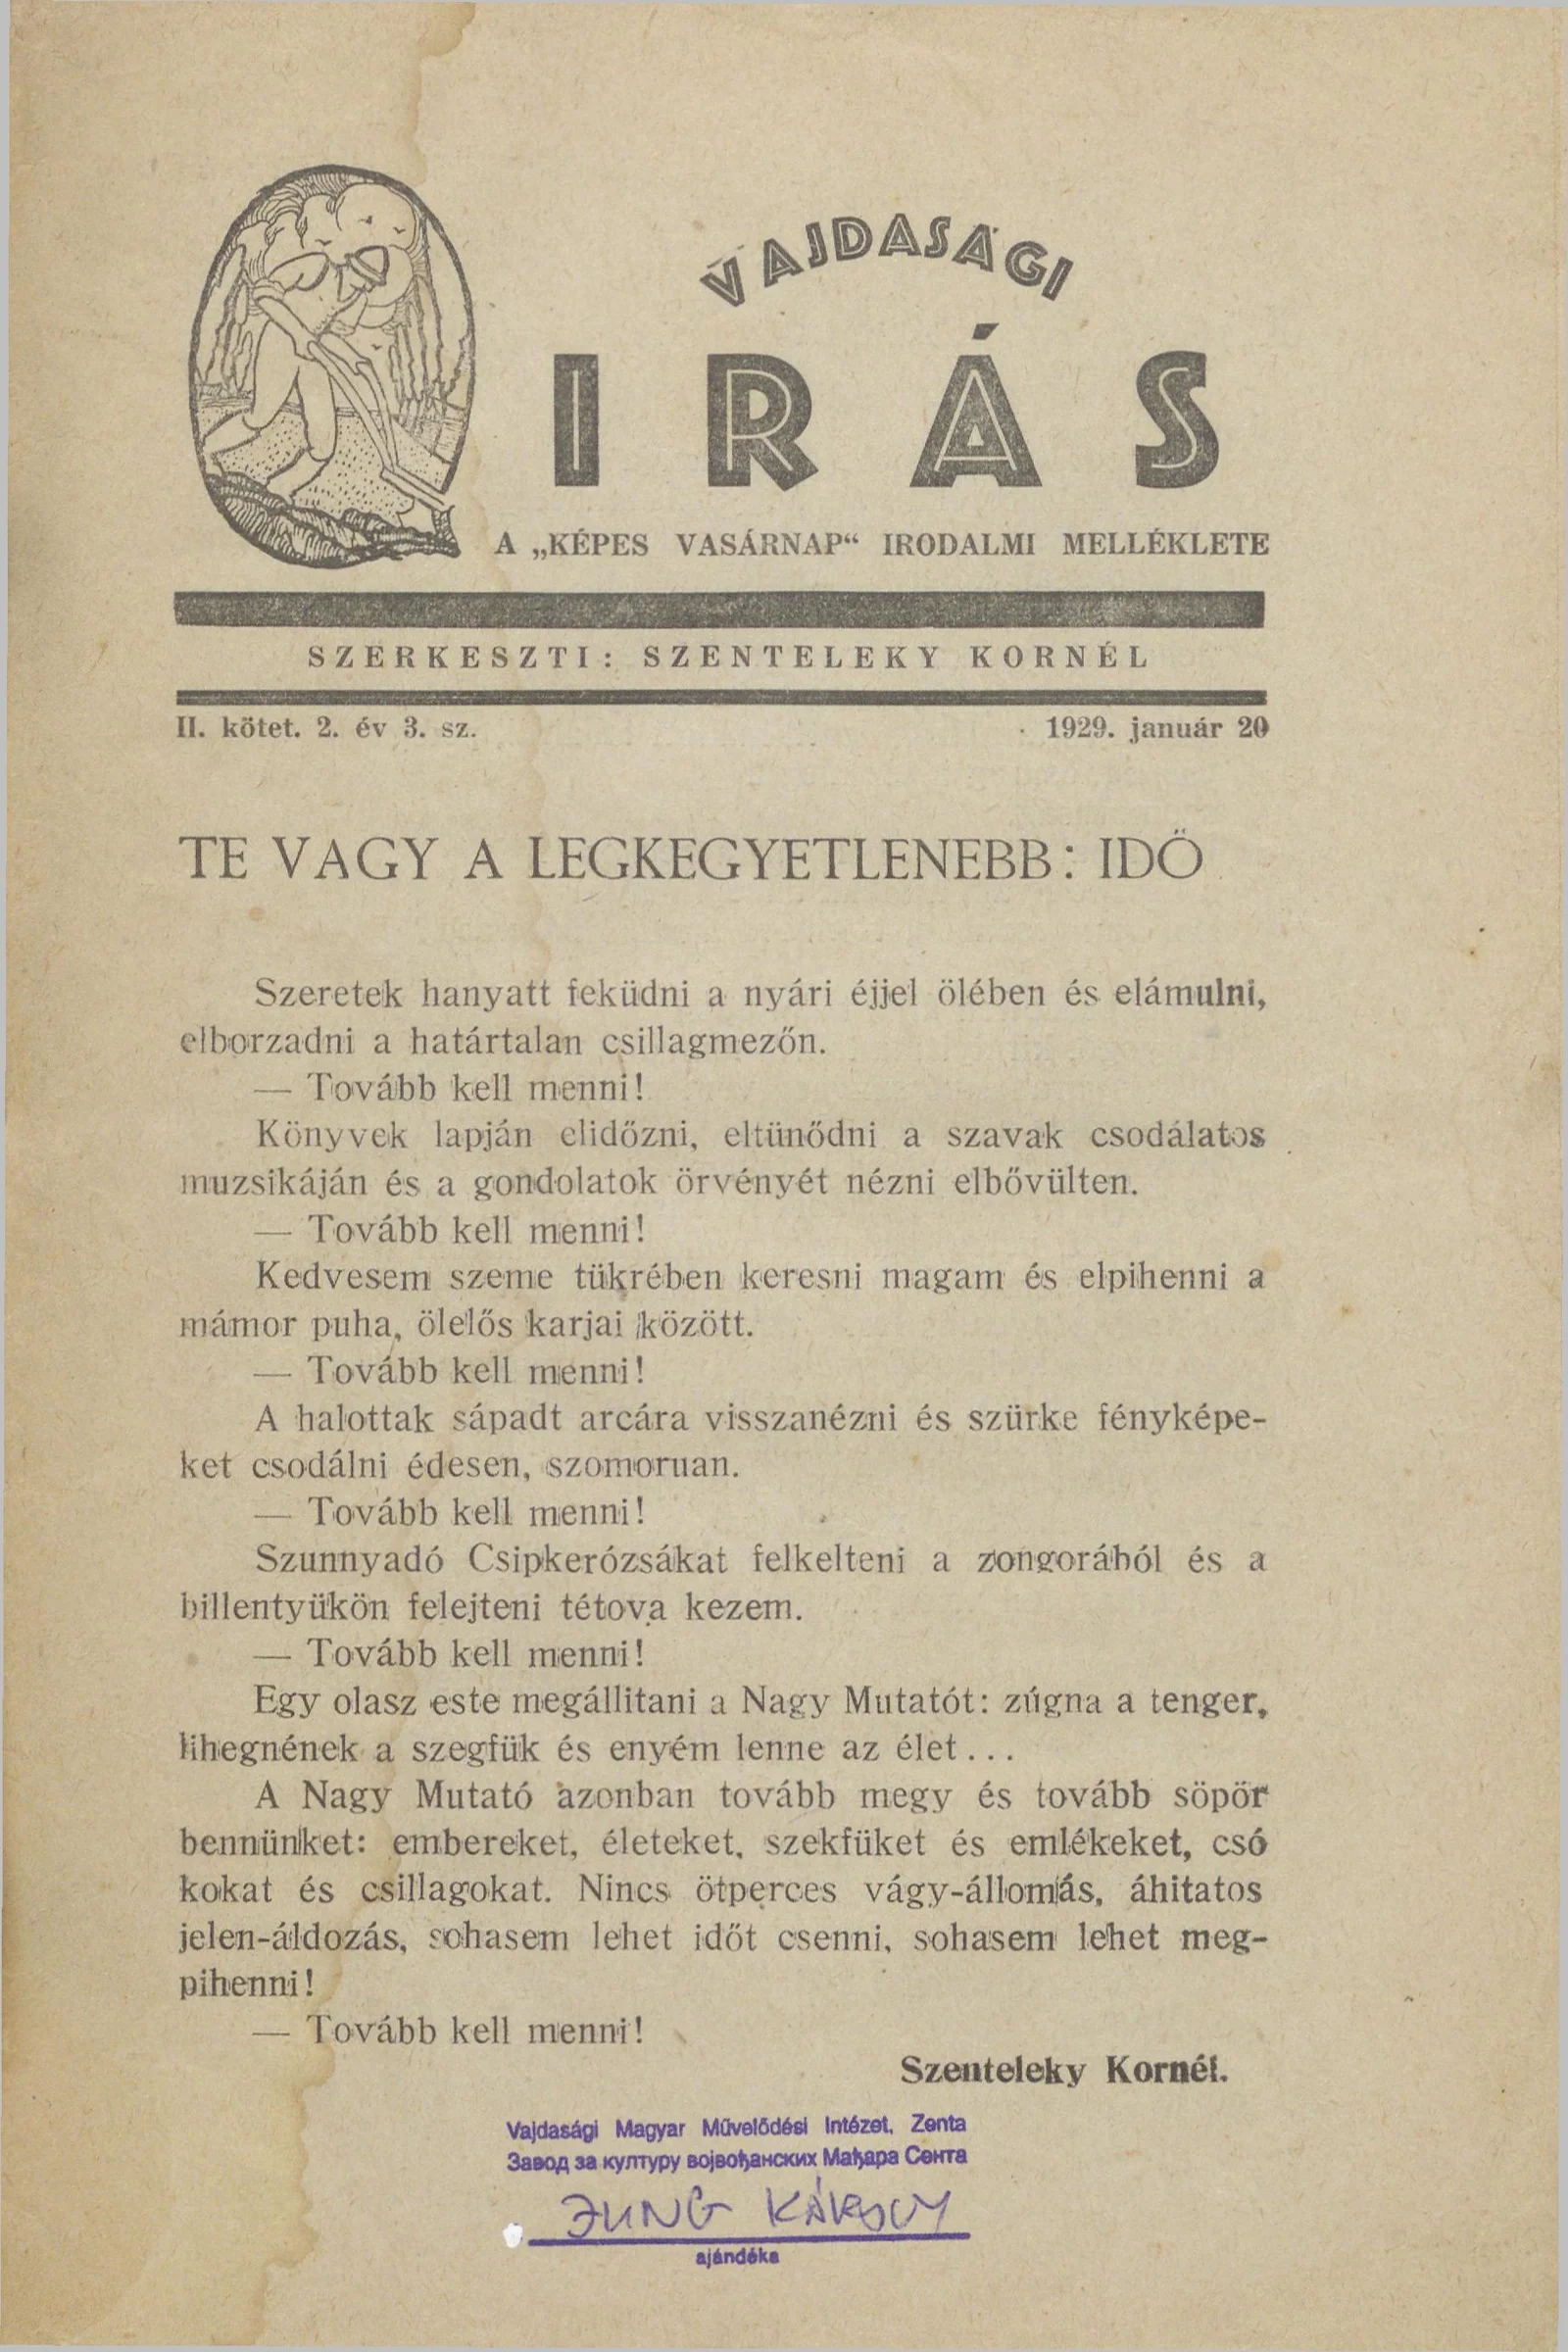 VAJDASÁGI
IRÁS
A „KÉPES VASÁRNAP“ IRODALMI MELLÉKLETE
SZERKESZTI: SZENTELEKY KORNÉL
II. kötet. 2. év 3. sz.
1929. január 20
TE VAGY A LEGKEGYETLENEBB: IDŐ
Szeretek hanyatt feküdni a nyári éjjel ölében és elámulni,
elborzadni a határtalan csillagmezőn.
— Tovább kell menni!
Könyvek lapján elidőzni, eltünődni a szavak csodálatos
muzsikáján és a gondolatok örvényét nézni elbővülten.
— Tovább kell menni!
Kedvesem szeme tükrében keresni magam és elpihenni a
mámor puha, ölelős karjai között.
— Tovább kell menni!
A halottak sápadt arcára visszanézni és szürke fényképe-
ket csodálni édesen, szomoruan.
— Tovább kell menni!
Szunnyadó Csipkerózsákat felkelteni a zongorából és a
billentyükön felejteni tétova kezem.
— Tovább kell menni!
Egy olasz este megállitani a Nagy Mutatót: zúgna a tenger,
lihegnének a szegfük és enyém lenne az élet...
A Nagy Mutató azonban tovább megy és tovább söpör
bennünket: embereket, életeket, szekfüket és emlékeket, csó
kokat és csillagokat. Nincs ötperces vágy-állomás, áhitatos
jelen-áldozás, sohasem lehet időt csenni, sohasem lehet meg-
pihenni!
— Tovább kell menni!
Szenteleky Kornél.
Vajdasági Magyar Művelődési Intézet, Zenta
Завод за културу војвођанских Мађара Сента
JUNG KÁROLY
ajándéka